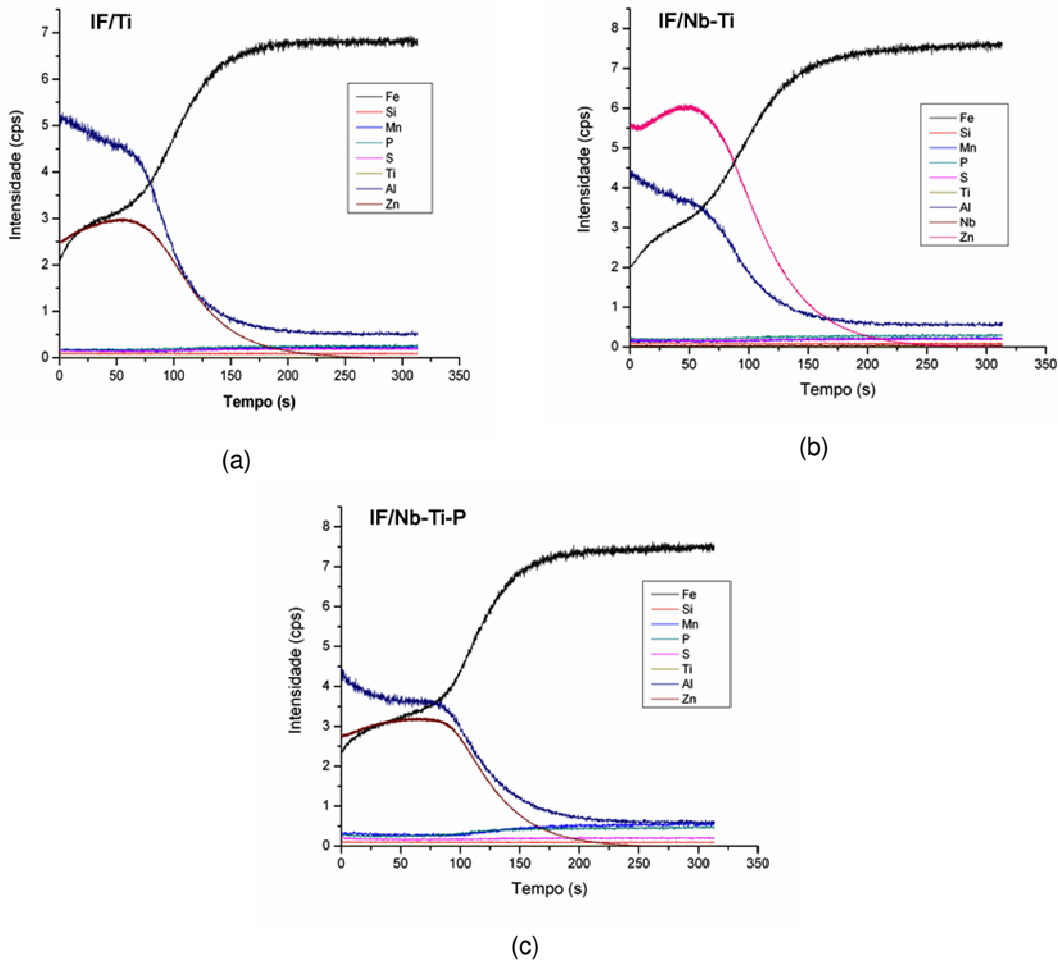 IF/Ti
Intensidade (cps)
7
6
5
4
3
2
1
0
Fe
Si
Mn
P
S
Ti
Al
Zn
0 50 100 150 200 250 300 350
Tempo (s)
(a)
IF/Nb-Ti
Intensidade (cps)
8
7
6
5
4
3
2
1
0
Fe
Si
Mn
P
S
Ti
Al
Nb
Zn
0 50 100 150 200 250 300 350
Tempo (s)
(b)
IF/Nb-Ti-P
Intensidade (cps)
8
7
6
5
4
3
2
1
0
Fe
Si
Mn
P
S
Ti
Al
Zn
0 50 100 150 200 250 300 350
Tempo (s)
(c)